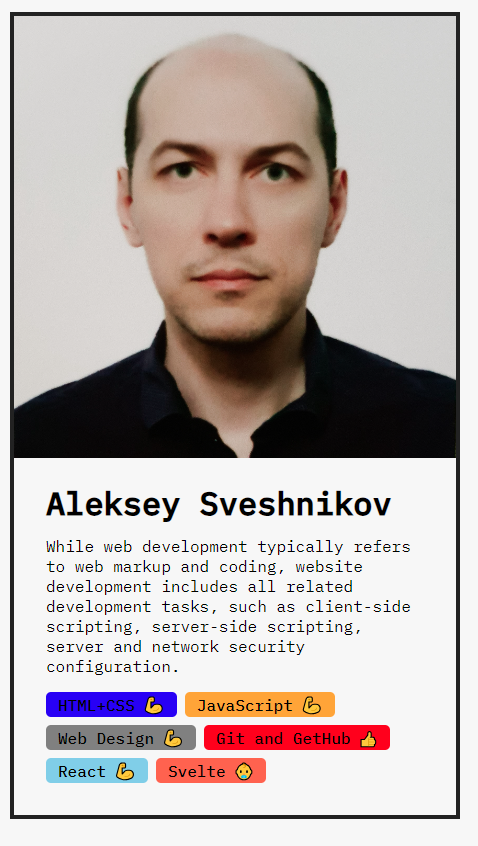 Aleksey Sveshnikov
While web development typically refers
to web markup and coding, website
development includes all related
development tasks, such as client-side
scripting, server-side scripting,
server and network security
configuration.
HTML+CSS 💪 JavaScript 💪
Web Design 💪 Git and GetHub 👍
React 💪 Svelte 👶